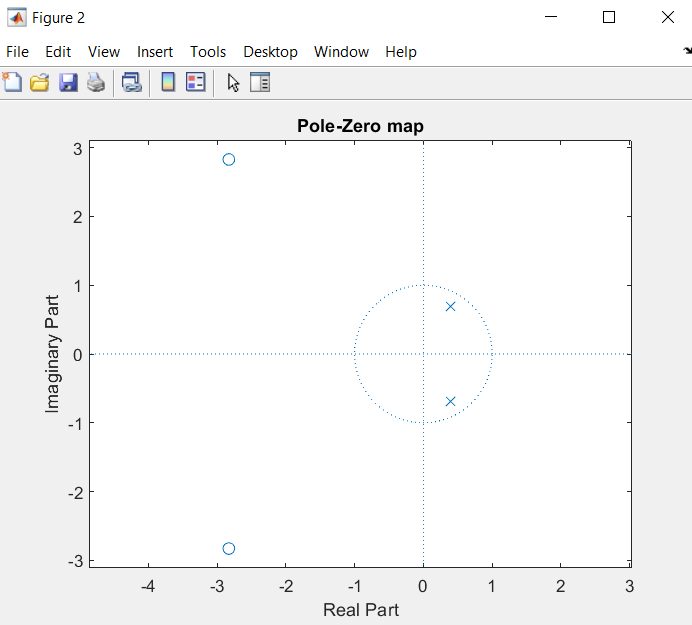 Figure 2
File Edit View Insert Tools Desktop Window Help
Pole-Zero map
3
2
1
0
-1
-2
-3
Imaginary Part
-4 -3 -2 -1 0 1 2 3
Real Part